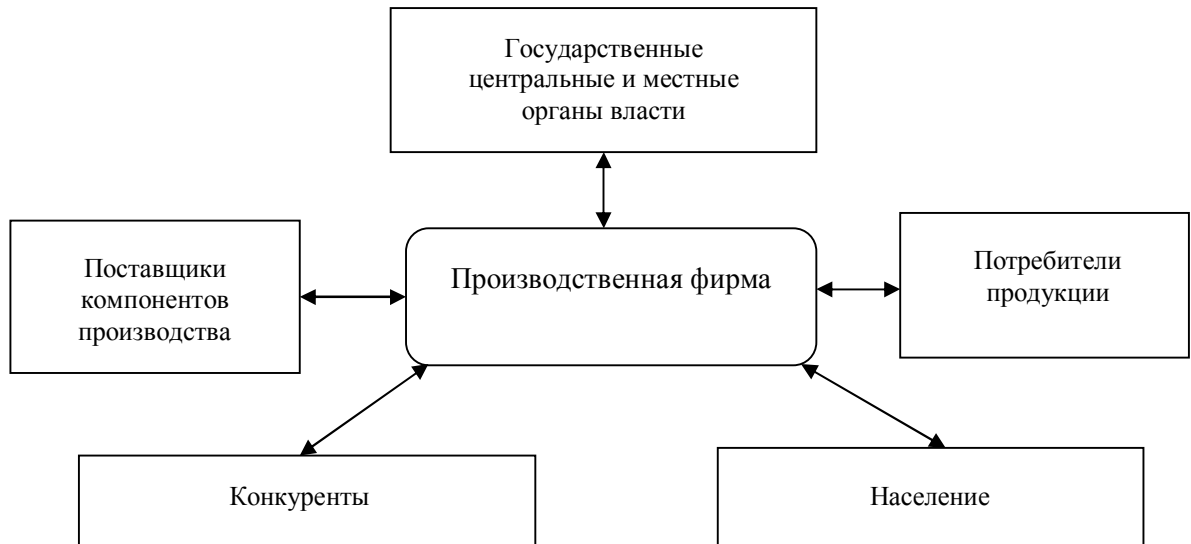 Государственные
центральные и местные
органы власти
Поставщики
компонентов
производства
Производственная фирма
Потребители
продукции
Конкуренты
Население